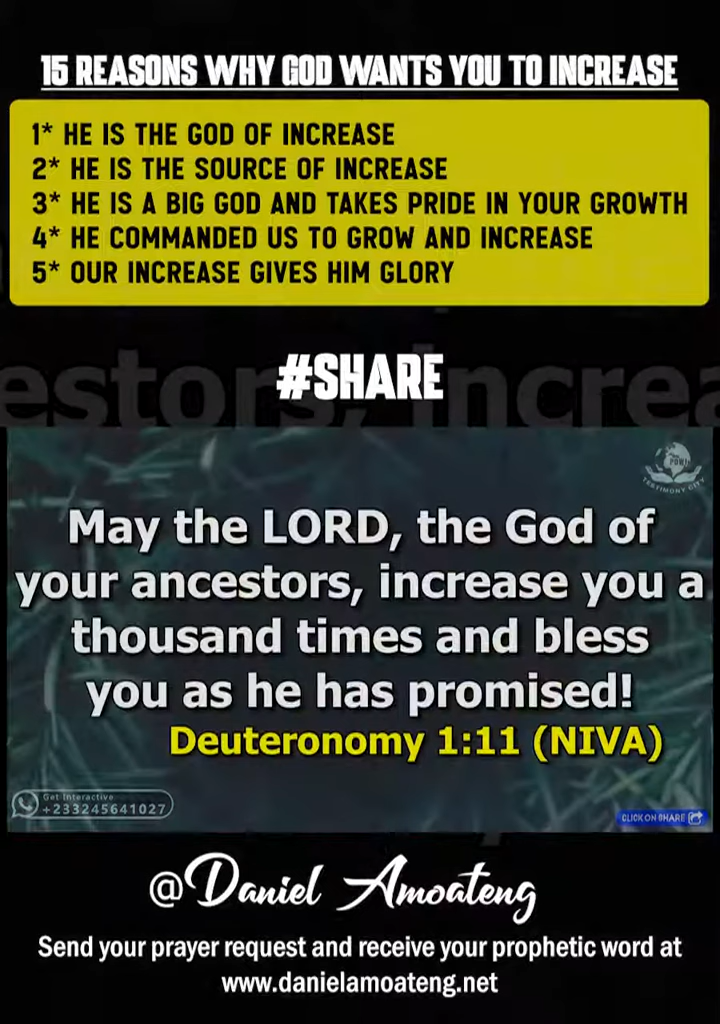 15 REASONS WHY GOD WANTS YOU TO INCREASE
1* HE IS THE GOD OF INCREASE
2* HE IS THE SOURCE OF INCREASE
3* HE IS A BIG GOD AND TAKES PRIDE IN YOUR GROWTH
4* HE COMMANDED US TO GROW AND INCREASE
5* OUR INCREASE GIVES HIM GLORY
#SHARE
TESTIMONY CITY
May the LORD, the God of
your ancestors, increase you a
thousand times and bless
you as he has promised!
Deuteronomy 1:11 (NIVA)
Get Interactive
+233245641027
CLICK ON SHARE
@Daniel Amoateng
Send your prayer request and receive your prophetic word at
www.danielamoateng.net